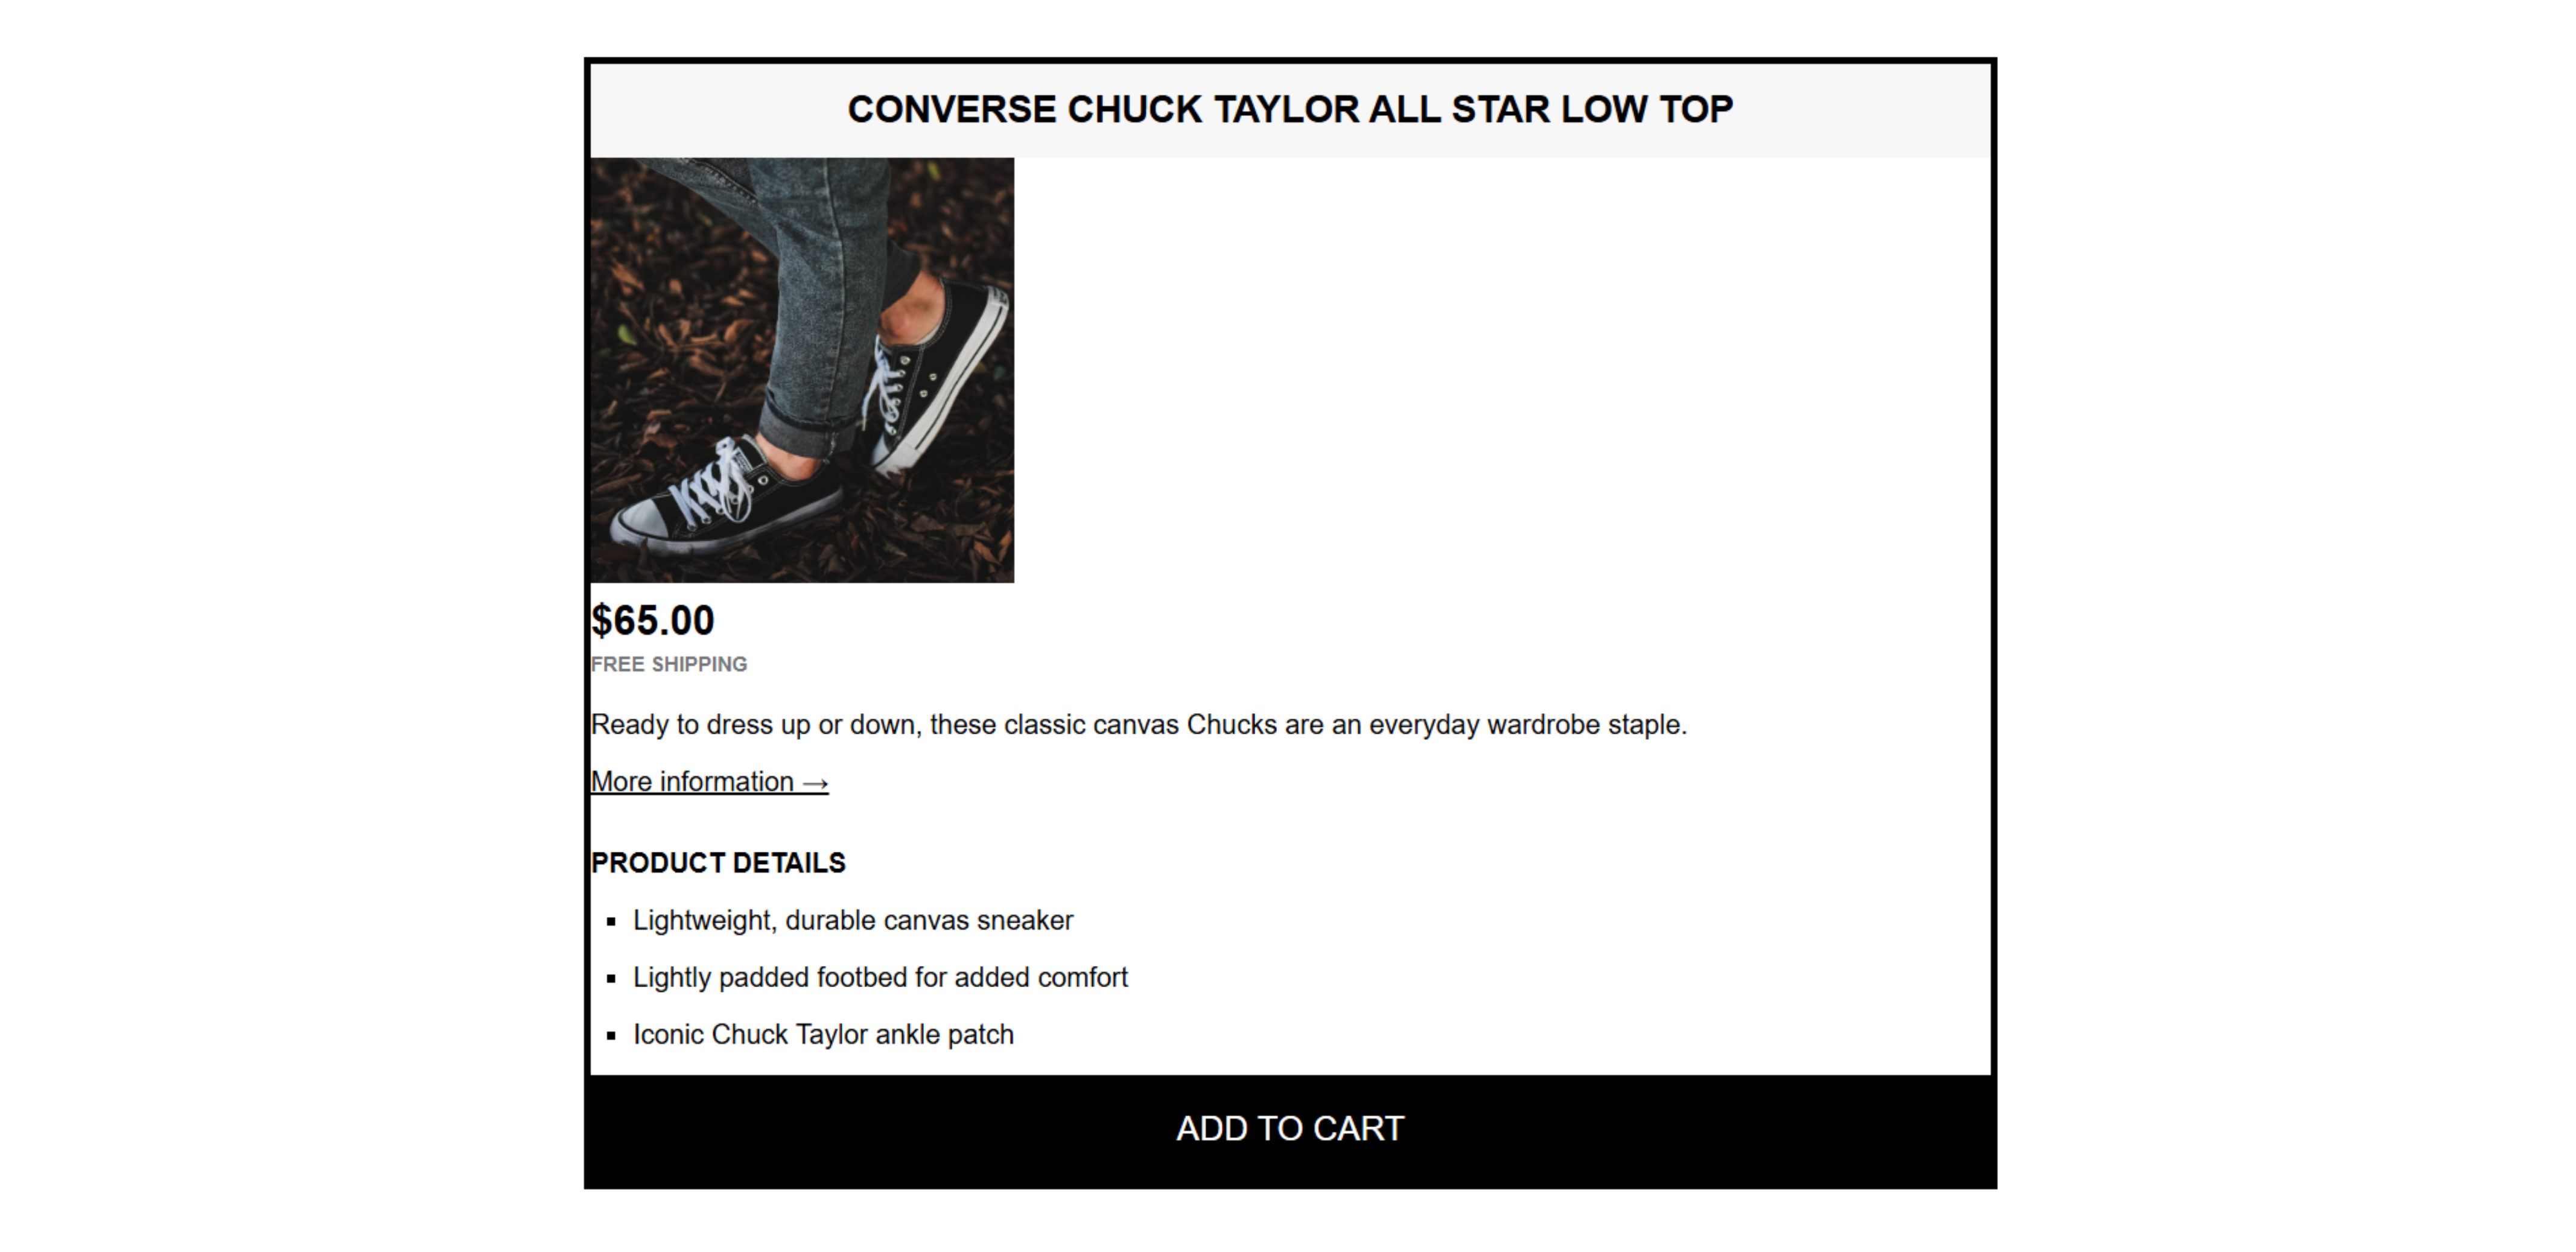 CONVERSE CHUCK TAYLOR ALL STAR LOW TOP
$65.00
FREE SHIPPING
Ready to dress up or down, these classic canvas Chucks are an everyday wardrobe staple.
More information →
PRODUCT DETAILS
▪ Lightweight, durable canvas sneaker
▪ Lightly padded footbed for added comfort
▪ Iconic Chuck Taylor ankle patch
ADD TO CART